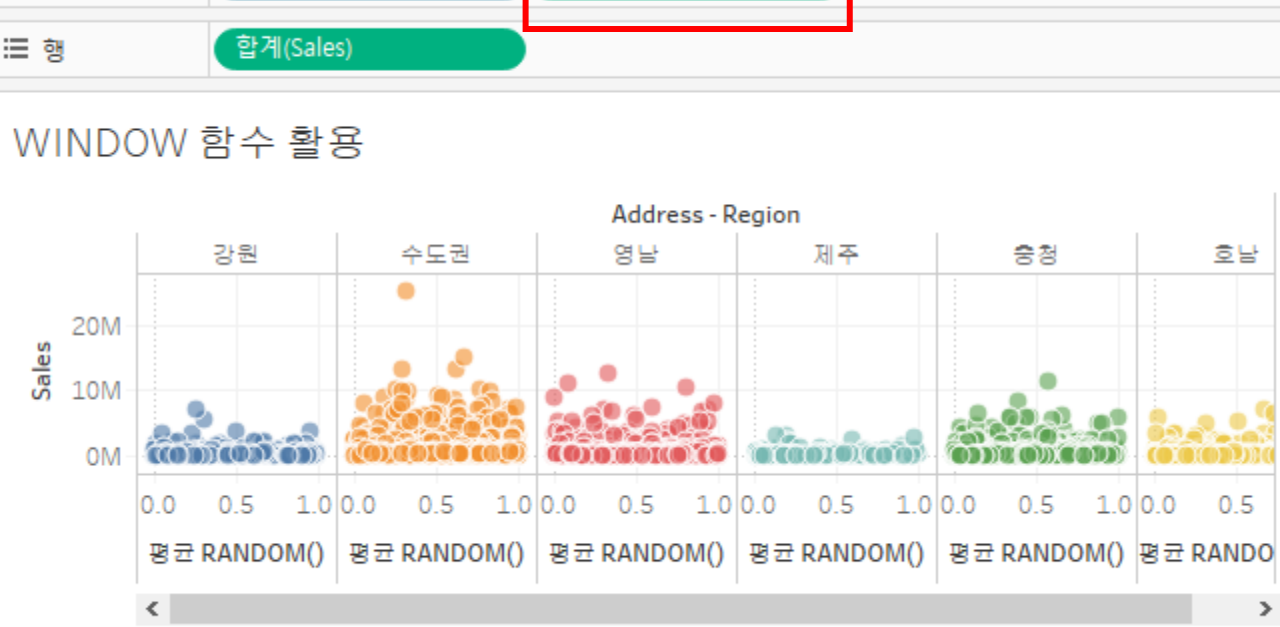 행 합계(Sales)
WINDOW 함수 활용
Address - Region
강원 수도권 영남 제주 충청 호남
20M
Sales
10M
0M
0.0 0.5 1.0 0.0 0.5 1.0 0.0 0.5 1.0 0.0 0.5 1.0 0.0 0.5 1.0 0.0 0.5
평균 RANDOM() 평균 RANDOM() 평균 RANDOM() 평균 RANDOM() 평균 RANDOM() 평균 RANDO